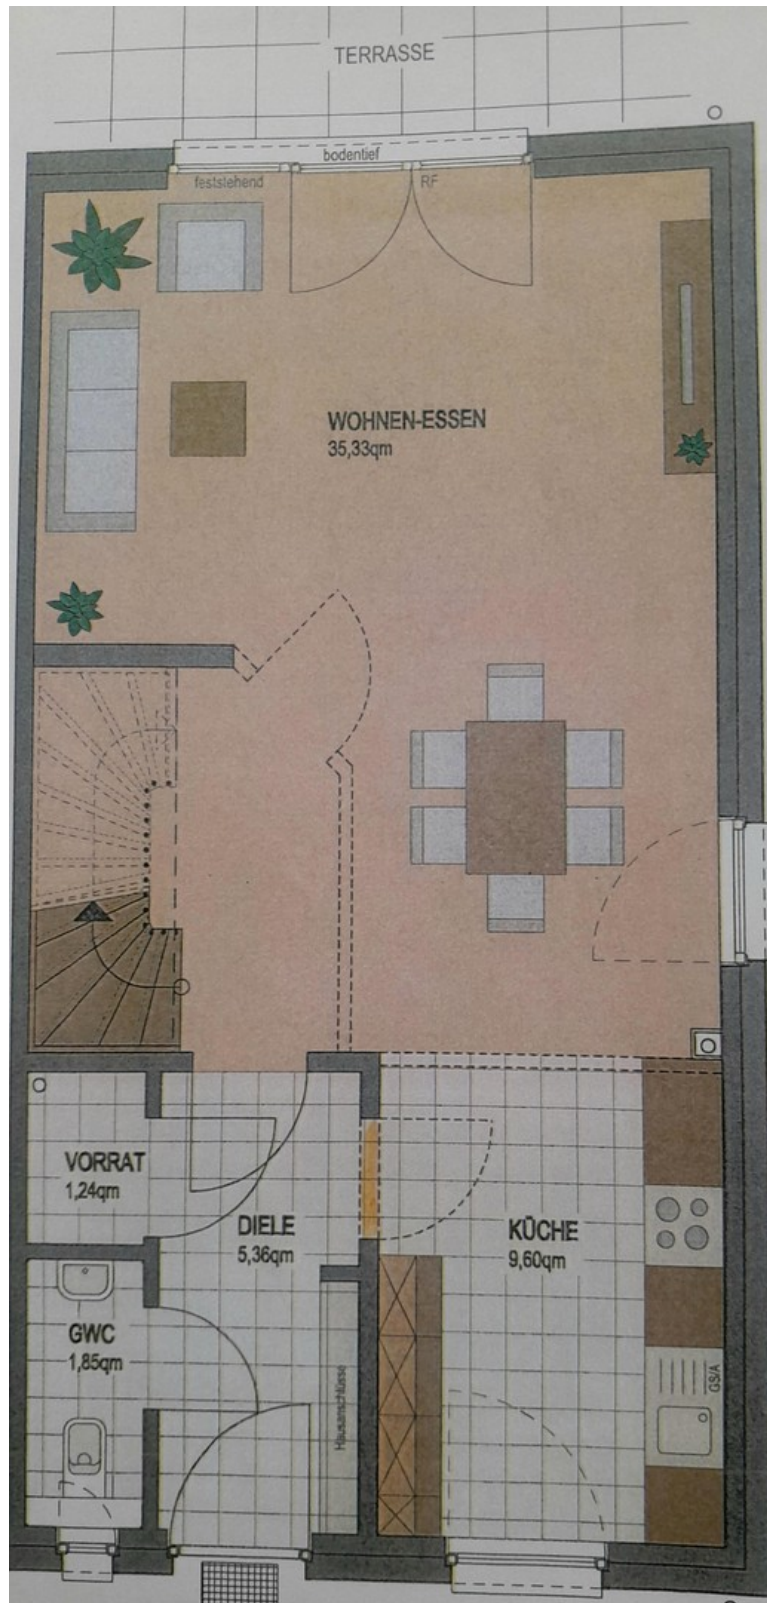 TERRASSE
bodentief
feststehend
RF
WOHNEN-ESSEN
35,33qm
VORRAT
1,24qm
DIELE
5,36qm
KÜCHE
9,60qm
GWC
1,85qm
Hausanschlüsse
GS/A